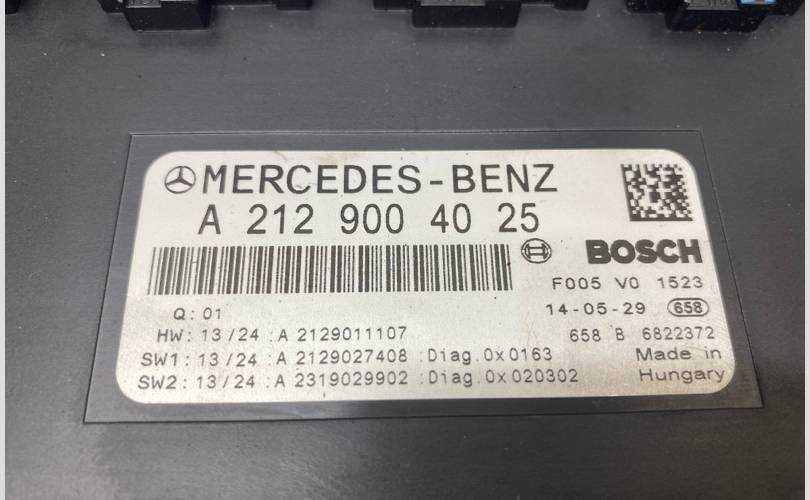 MERCEDES-BENZ
A 212 900 40 25
BOSCH
F005 V0 1523
Q: 01
14-05-29 658
HW: 13/24 :A 2129011107
658 B 6822372
SW1: 13/24 :A 2129027408 :Diag.0x0163
Made in
SW2: 13/24 :A 2319029902 :Diag.0x020302
Hungary